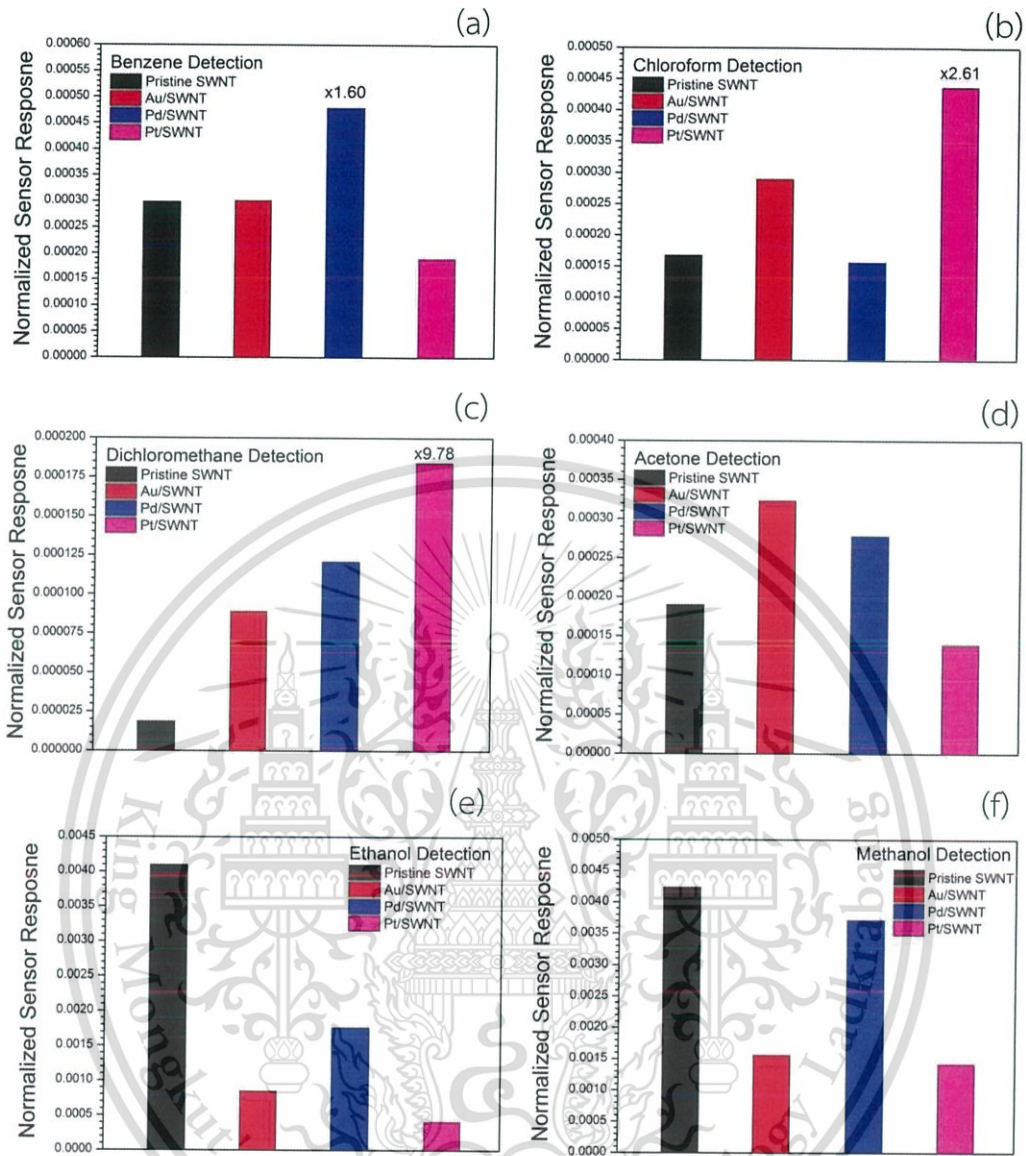 (a)
Normalized Sensor Resposne
0.00060
0.00055
0.00050
0.00045
0.00040
0.00035
0.00030
0.00025
0.00020
0.00015
0.00010
0.00005
0.00000
Benzene Detection
Pristine SWNT
Au/SWNT
Pd/SWNT
Pt/SWNT
x1.60
(b)
Normalized Sensor Resposne
0.00050
0.00045
0.00040
0.00035
0.00030
0.00025
0.00020
0.00015
0.00010
0.00005
0.00000
Chloroform Detection
Pristine SWNT
Au/SWNT
Pd/SWNT
Pt/SWNT
x2.61
(c)
Normalized Sensor Resposne
0.000200
0.000175
0.000150
0.000125
0.000100
0.000075
0.000050
0.000025
0.000000
Dichloromethane Detection
Pristine SWNT
Au/SWNT
Pd/SWNT
Pt/SWNT
x9.78
(d)
Normalized Sensor Resposne
0.00040
0.00035
0.00030
0.00025
0.00020
0.00015
0.00010
0.00005
0.00000
Acetone Detection
Pristine SWNT
Au/SWNT
Pd/SWNT
Pt/SWNT
(e)
Normalized Sensor Resposne
0.0045
0.0040
0.0035
0.0030
0.0025
0.0020
0.0015
0.0010
0.0005
0.0000
Ethanol Detection
Pristine SWNT
Au/SWNT
Pd/SWNT
Pt/SWNT
(f)
Normalized Sensor Resposne
0.0050
0.0045
0.0040
0.0035
0.0030
0.0025
0.0020
0.0015
0.0010
0.0005
0.0000
Methanol Detection
Pristine SWNT
Au/SWNT
Pd/SWNT
Pt/SWNT
King Mongkut
Ladkrabang